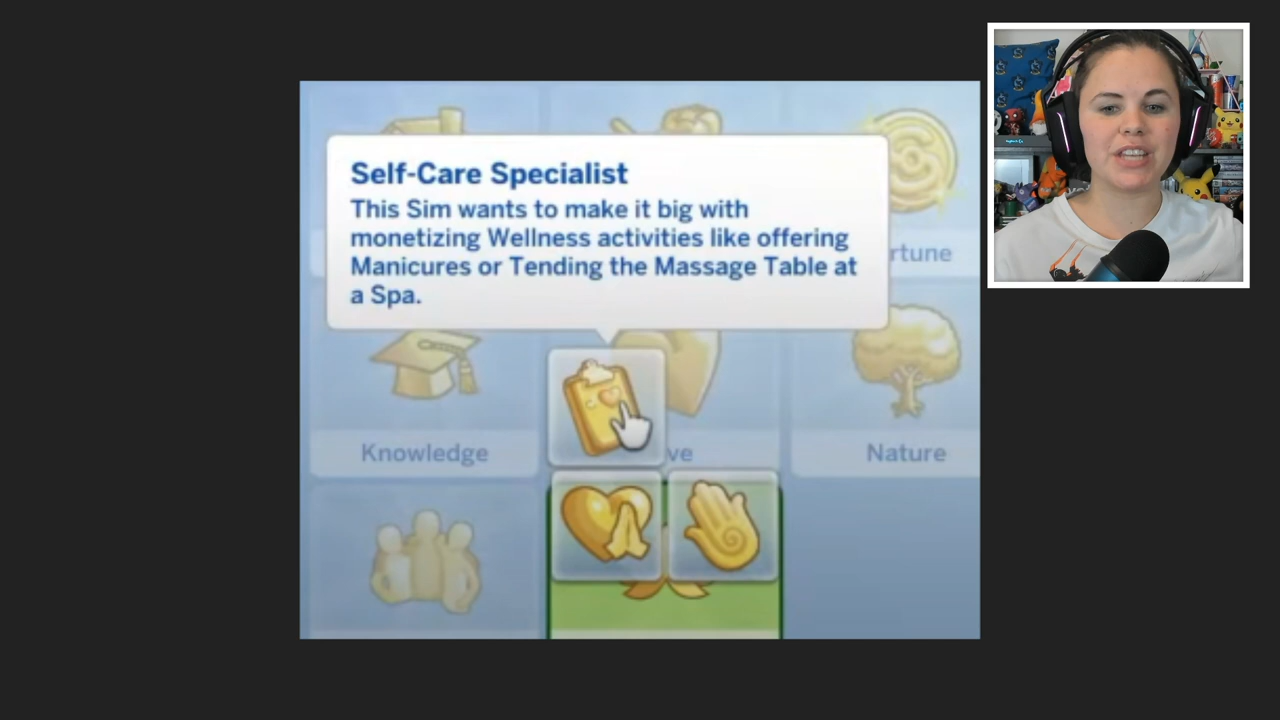 Self-Care Specialist
This Sim wants to make it big with
monetizing Wellness activities like offering
Manicures or Tending the Massage Table at
a Spa.
rtune
Knowledge
ve
Nature